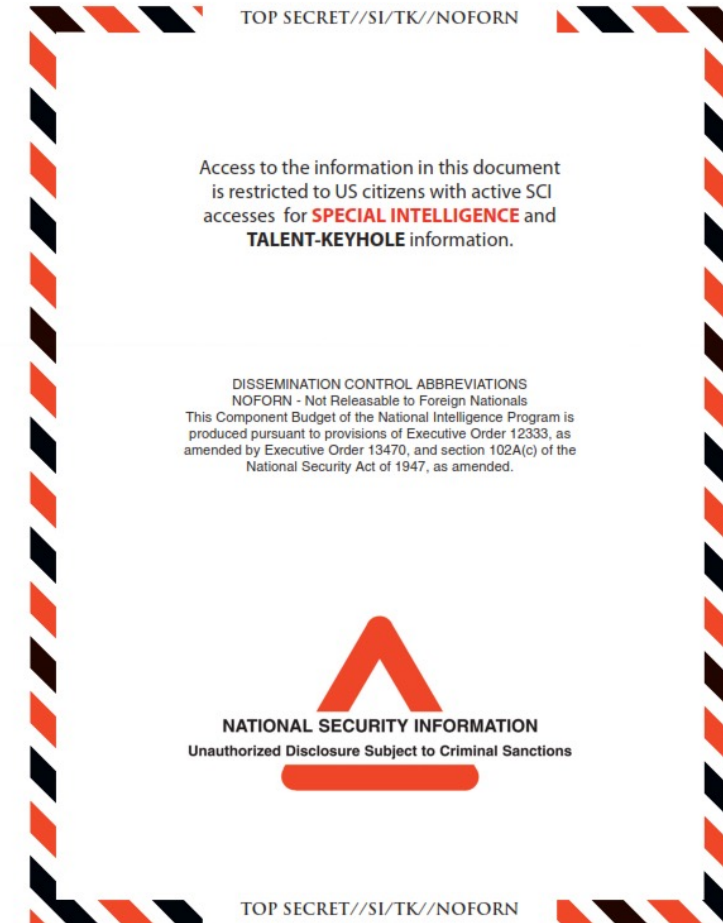 TOP SECRET//SI/TK//NOFORN
Access to the information in this document
is restricted to US citizens with active SCI
accesses for SPECIAL INTELLIGENCE and
TALENT-KEYHOLE information.
DISSEMINATION CONTROL ABBREVIATIONS
NOFORN - Not Releasable to Foreign Nationals
This Component Budget of the National Intelligence Program is
produced pursuant to provisions of Executive Order 12333, as
amended by Executive Order 13470, and section 102A(c) of the
National Security Act of 1947, as amended.
NATIONAL SECURITY INFORMATION
Unauthorized Disclosure Subject to Criminal Sanctions
TOP SECRET//SI/TK//NOFORN